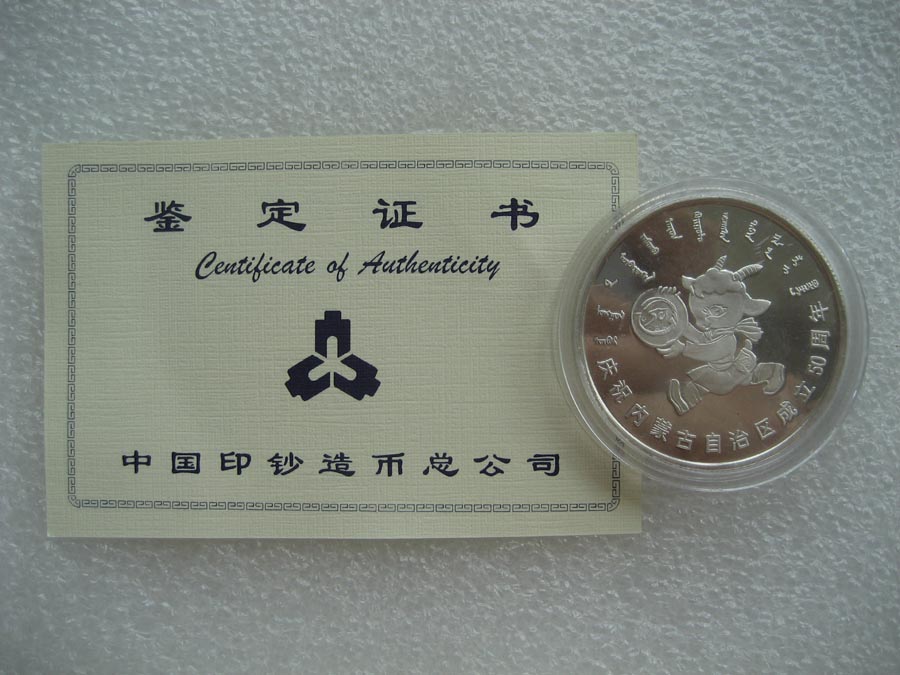 鉴定证书
Certificate of Authenticity
中国印钞造币总公司
庆祝内蒙古自治区成立50周年